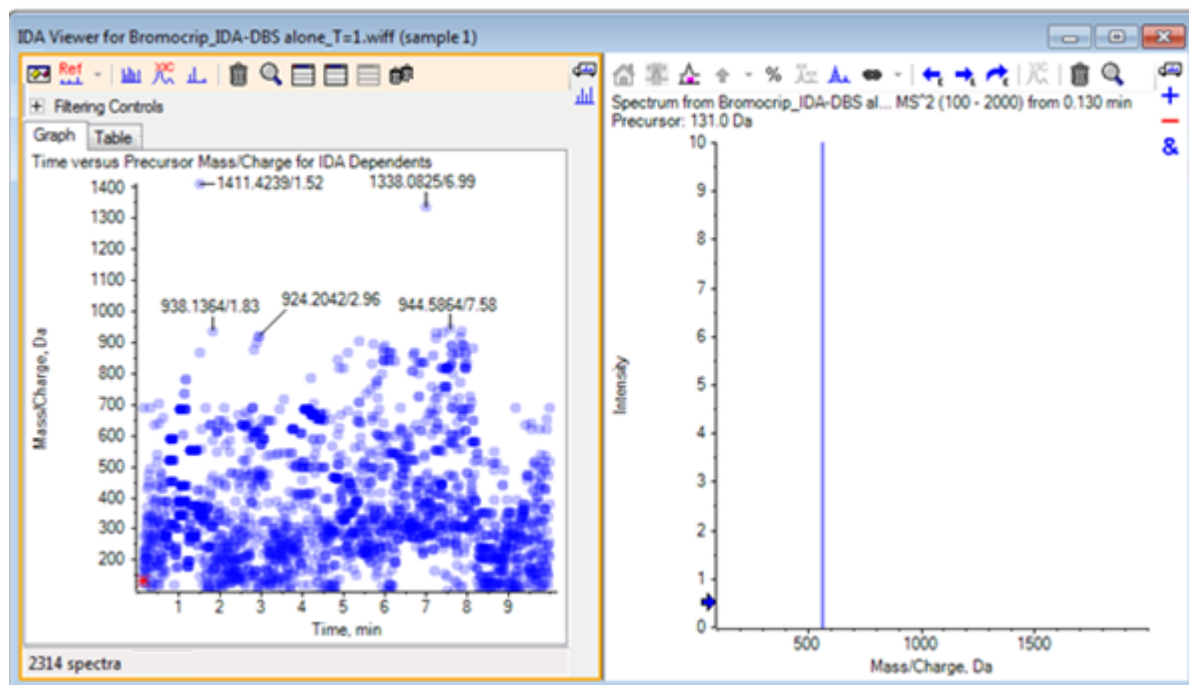 IDA Viewer for Bromocrip_IDA-DBS alone_T=1.wiff (sample 1)
Ref
XIC
Filtering Controls
Graph
Table
Time versus Precursor Mass/Charge for IDA Dependents
1411.4239/1.52
1338.0825/6.99
938.1364/1.83
924.2042/2.96
944.5864/7.58
1400
1300
1200
1100
1000
900
800
700
600
500
400
300
200
Mass/Charge, Da
1 2 3 4 5 6 7 8 9
Time, min
2314 spectra
%
XIC
Spectrum from Bromocrip_IDA-DBS al... MS^2 (100 - 2000) from 0.130 min
Precursor: 131.0 Da
&
10
9
8
7
6
5
4
3
2
1
0
Intensity
500 1000 1500
Mass/Charge, Da